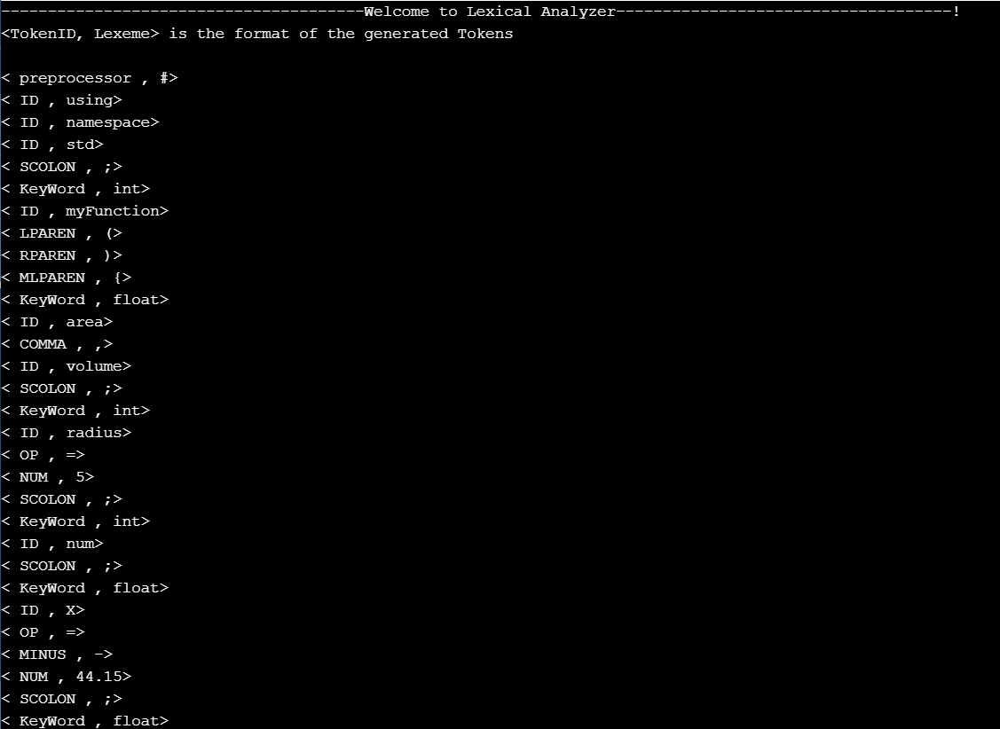 ---------------------------------------Welcome to Lexical Analyzer------------------------------------!
<TokenID, Lexeme> is the format of the generated Tokens
< preprocessor , #>
< ID , using>
< ID , namespace>
< ID , std>
< SCOLON , ;>
< KeyWord , int>
< ID , myFunction>
< LPAREN , (>
< RPAREN , )>
< MLPAREN , {>
< KeyWord , float>
< ID , area>
< COMMA , ,>
< ID , volume>
< SCOLON , ;>
< KeyWord , int>
< ID , radius>
< OP , =>
< NUM , 5>
< SCOLON , ;>
< KeyWord , int>
< ID , num>
< SCOLON , ;>
< KeyWord , float>
< ID , X>
< OP , =>
< MINUS , ->
< NUM , 44.15>
< SCOLON , ;>
< KeyWord , float>